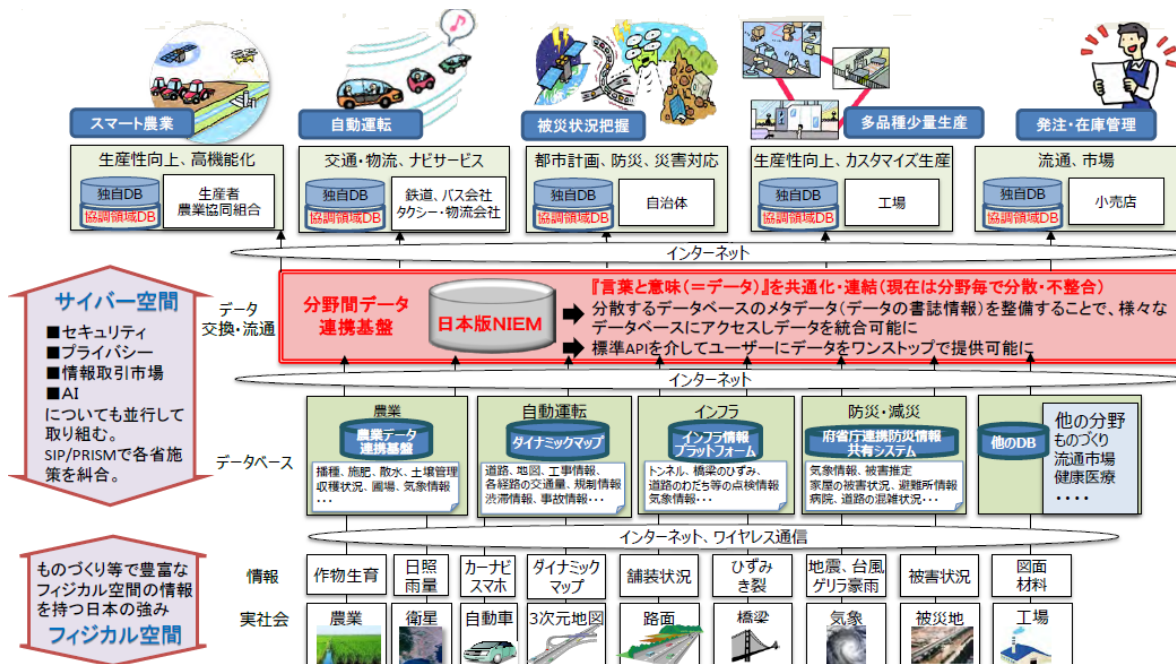 スマート農業
自動運転
被災状況把握
多品種少量生産
発注・在庫管理
生産性向上、高機能化
独自DB
協調領域DB
生産者
農業協同組合
交通・物流、ナビサービス
独自DB
協調領域DB
鉄道、バス会社
タクシー・物流会社
都市計画、防災、災害対応
独自DB
協調領域DB
自治体
生産性向上、カスタマイズ生産
独自DB
協調領域DB
工場
流通、市場
独自DB
協調領域DB
小売店
インターネット
サイバー空間
■セキュリティ
■プライバシー
■情報取引市場
■AI
についても並行して
取り組む。
SIP/PRISMで各省施
策を糾合。
データ
交換・流通
分野間データ
連携基盤
日本版NIEM
『言葉と意味(=データ)』を共通化・連結(現在は分野毎で分散・不整合)
分散するデータベースのメタデータ(データの書誌情報)を整備することで、様々な
データベースにアクセスしデータを統合可能に
標準APIを介してユーザーにデータをワンストップで提供可能に
インターネット
データベース
農業
農業データ
連携基盤
播種、施肥、散水、土壌管理
収穫状況、圃場、気象情報
・・・
自動運転
ダイナミックマップ
道路、地図、工事情報、
各経路の交通量、規制情報
渋滞情報、事故情報・・・
インフラ
インフラ情報
プラットフォーム
トンネル、橋梁のひずみ、
道路のわだち等の点検情報
気象情報・・・
防災・減災
府省庁連携防災情報
共有システム
気象情報、被害推定
家屋の被害状況、避難所情報
病院、道路の混雑状況・・・
他のDB
他の分野
ものづくり
流通市場
健康医療
・・・・
インターネット、ワイヤレス通信
ものづくり等で豊富な
フィジカル空間の情報
を持つ日本の強み
フィジカル空間
情報
作物生育
日照
雨量
カーナビ
スマホ
ダイナミック
マップ
舗装状況
ひずみ
き裂
地震、台風
ゲリラ豪雨
被害状況
図面
材料
実社会
農業
衛星
自動車
3次元地図
路面
橋梁
気象
被災地
工場